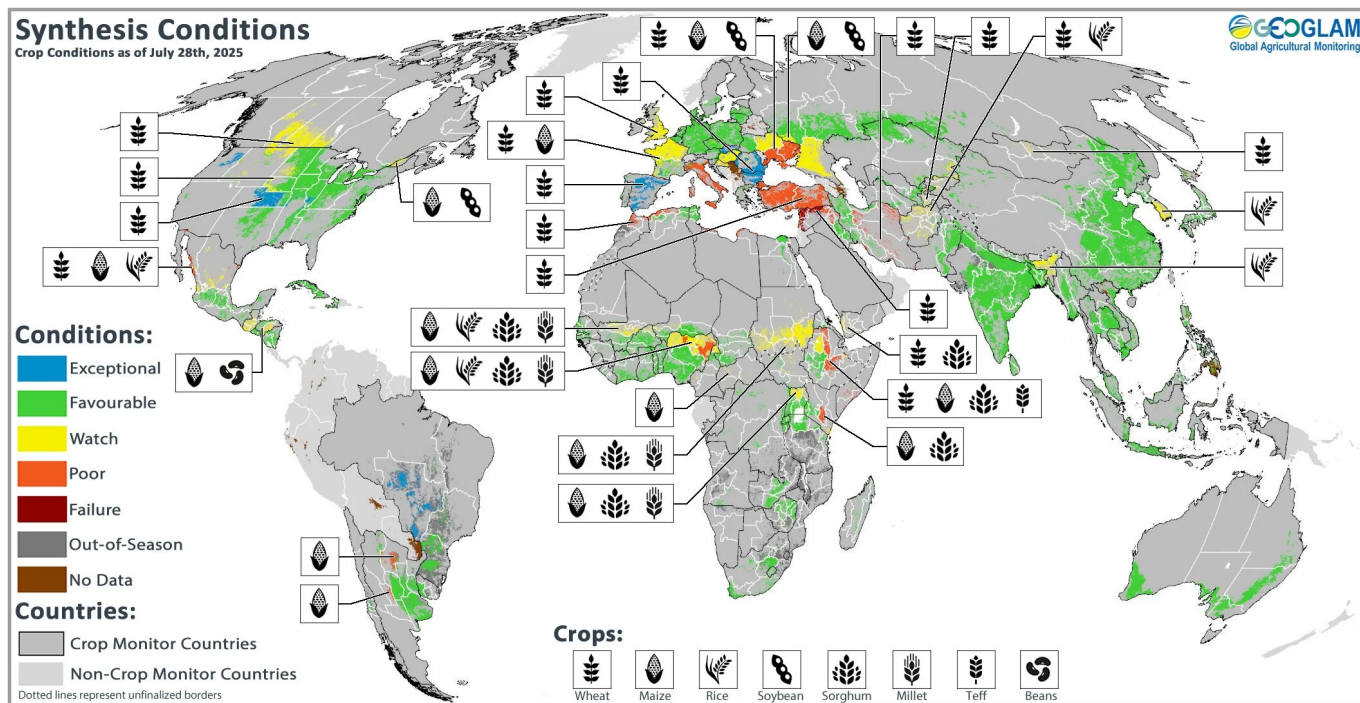 Synthesis Conditions
Crop Conditions as of July 28th, 2025
GEOGLAM
Global Agricultural Monitoring
Conditions:
Exceptional
Favourable
Watch
Poor
Failure
Out-of-Season
No Data
Countries:
Crop Monitor Countries
Non-Crop Monitor Countries
Dotted lines represent unfinalized borders
Crops:
Wheat Maize Rice Soybean Sorghum Millet Teff Beans